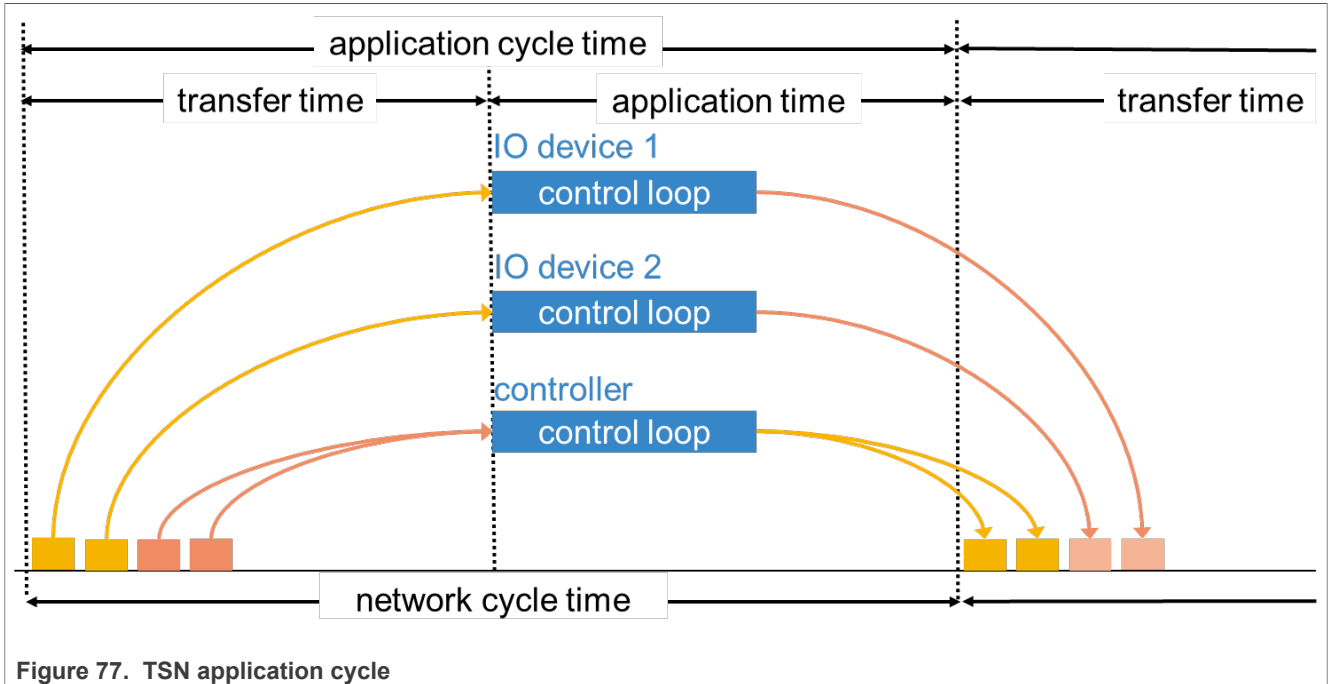 application cycle time
transfer time
application time
transfer time
IO device 1
control loop
IO device 2
control loop
controller
control loop
network cycle time
Figure 77. TSN application cycle